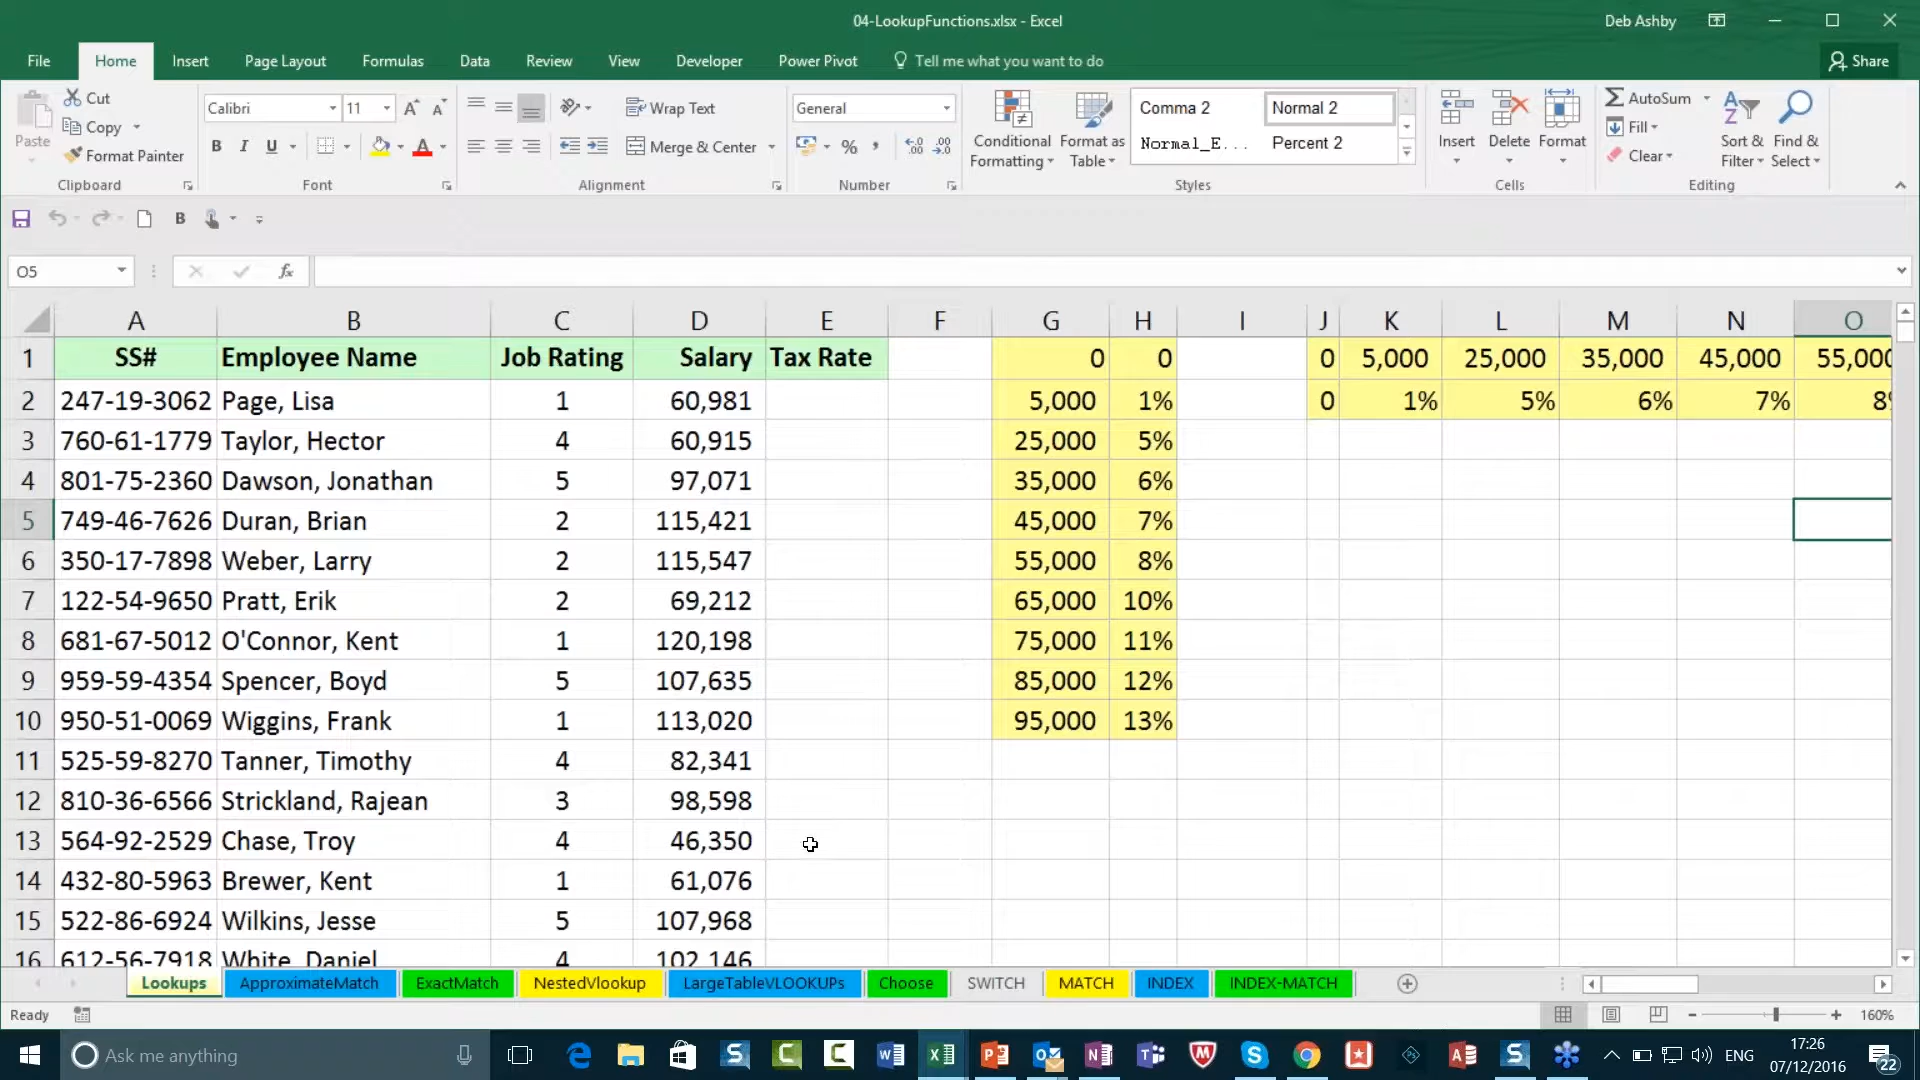 04-LookupFunctions.xlsx - Excel
Deb Ashby
File Home Insert Page Layout Formulas Data Review View Developer Power Pivot Tell me what you want to do Share
Paste
Cut
Copy
Format Painter
Clipboard
Calibri 11
B I U
Font
Wrap Text
Merge & Center
Alignment
General
%
Number
Conditional Formatting
Format as Table
Comma 2 Normal 2
Normal_E... Percent 2
Styles
Insert Delete Format
Cells
AutoSum
Fill
Clear
Sort & Filter
Find & Select
Editing
B
O5
fx
A B C D E F G H I J K L M N O
1 SS# Employee Name Job Rating Salary Tax Rate 0 0 0 5,000 25,000 35,000 45,000 55,000
2 247-19-3062 Page, Lisa 1 60,981 5,000 1% 0 1% 5% 6% 7% 8%
3 760-61-1779 Taylor, Hector 4 60,915 25,000 5%
4 801-75-2360 Dawson, Jonathan 5 97,071 35,000 6%
5 749-46-7626 Duran, Brian 2 115,421 45,000 7%
6 350-17-7898 Weber, Larry 2 115,547 55,000 8%
7 122-54-9650 Pratt, Erik 2 69,212 65,000 10%
8 681-67-5012 O'Connor, Kent 1 120,198 75,000 11%
9 959-59-4354 Spencer, Boyd 5 107,635 85,000 12%
10 950-51-0069 Wiggins, Frank 1 113,020 95,000 13%
11 525-59-8270 Tanner, Timothy 4 82,341
12 810-36-6566 Strickland, Rajean 3 98,598
13 564-92-2529 Chase, Troy 4 46,350
14 432-80-5963 Brewer, Kent 1 61,076
15 522-86-6924 Wilkins, Jesse 5 107,968
16 612-56-7918 White, Daniel 4 102,146
Lookups ApproximateMatch ExactMatch NestedVlookup LargeTableVLOOKUPs Choose SWITCH MATCH INDEX INDEX-MATCH
Ready
160%
Ask me anything
ENG
17:26
07/12/2016
22